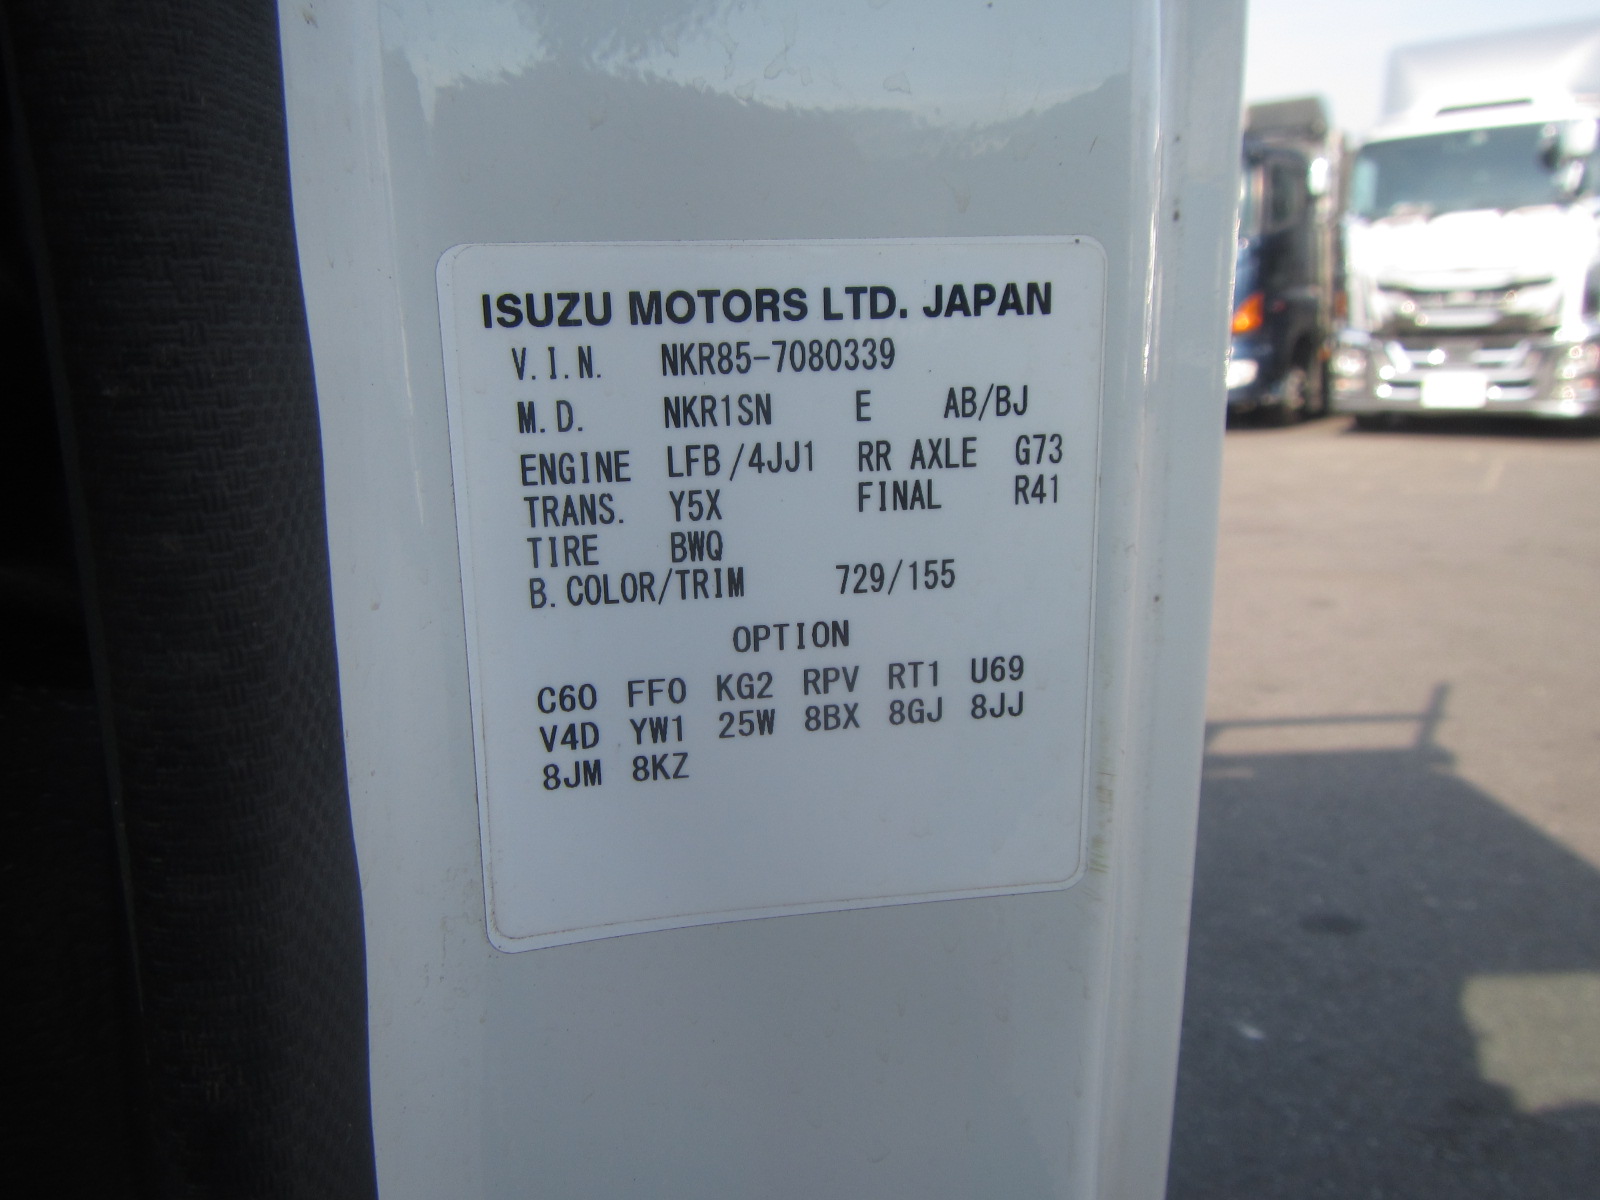 ISUZU MOTORS LTD. JAPAN
V.I.N. NKR85-7080339
M.D. NKR1SN E AB/BJ
ENGINE LFB/4JJ1 RR AXLE G73
TRANS. Y5X FINAL R41
TIRE BWQ
B.COLOR/TRIM 729/155
OPTION
C60 FF0 KG2 RPV RT1 U69
V4D YW1 25W 8BX 8GJ 8JJ
8JM 8KZ